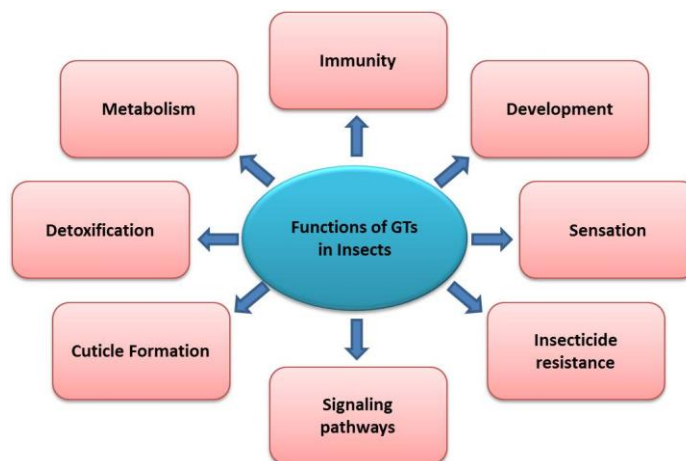 Immunity
Metabolism
Development
Detoxification
Functions of GTs
in Insects
Sensation
Cuticle Formation
Insecticide
resistance
Signaling
pathways